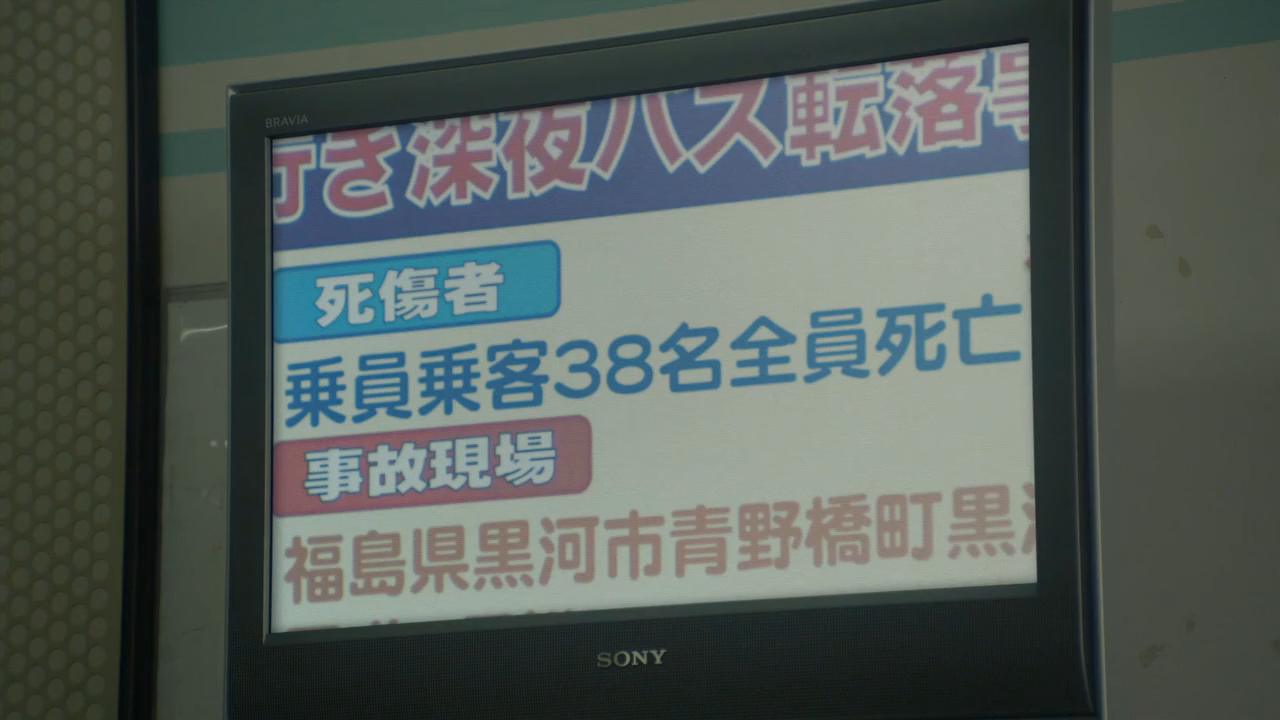 BRAVIA
行き深夜バス転落事
死傷者
乗員乗客38名全員死亡
事故現場
福島県黒河市青野橋町黒
SONY